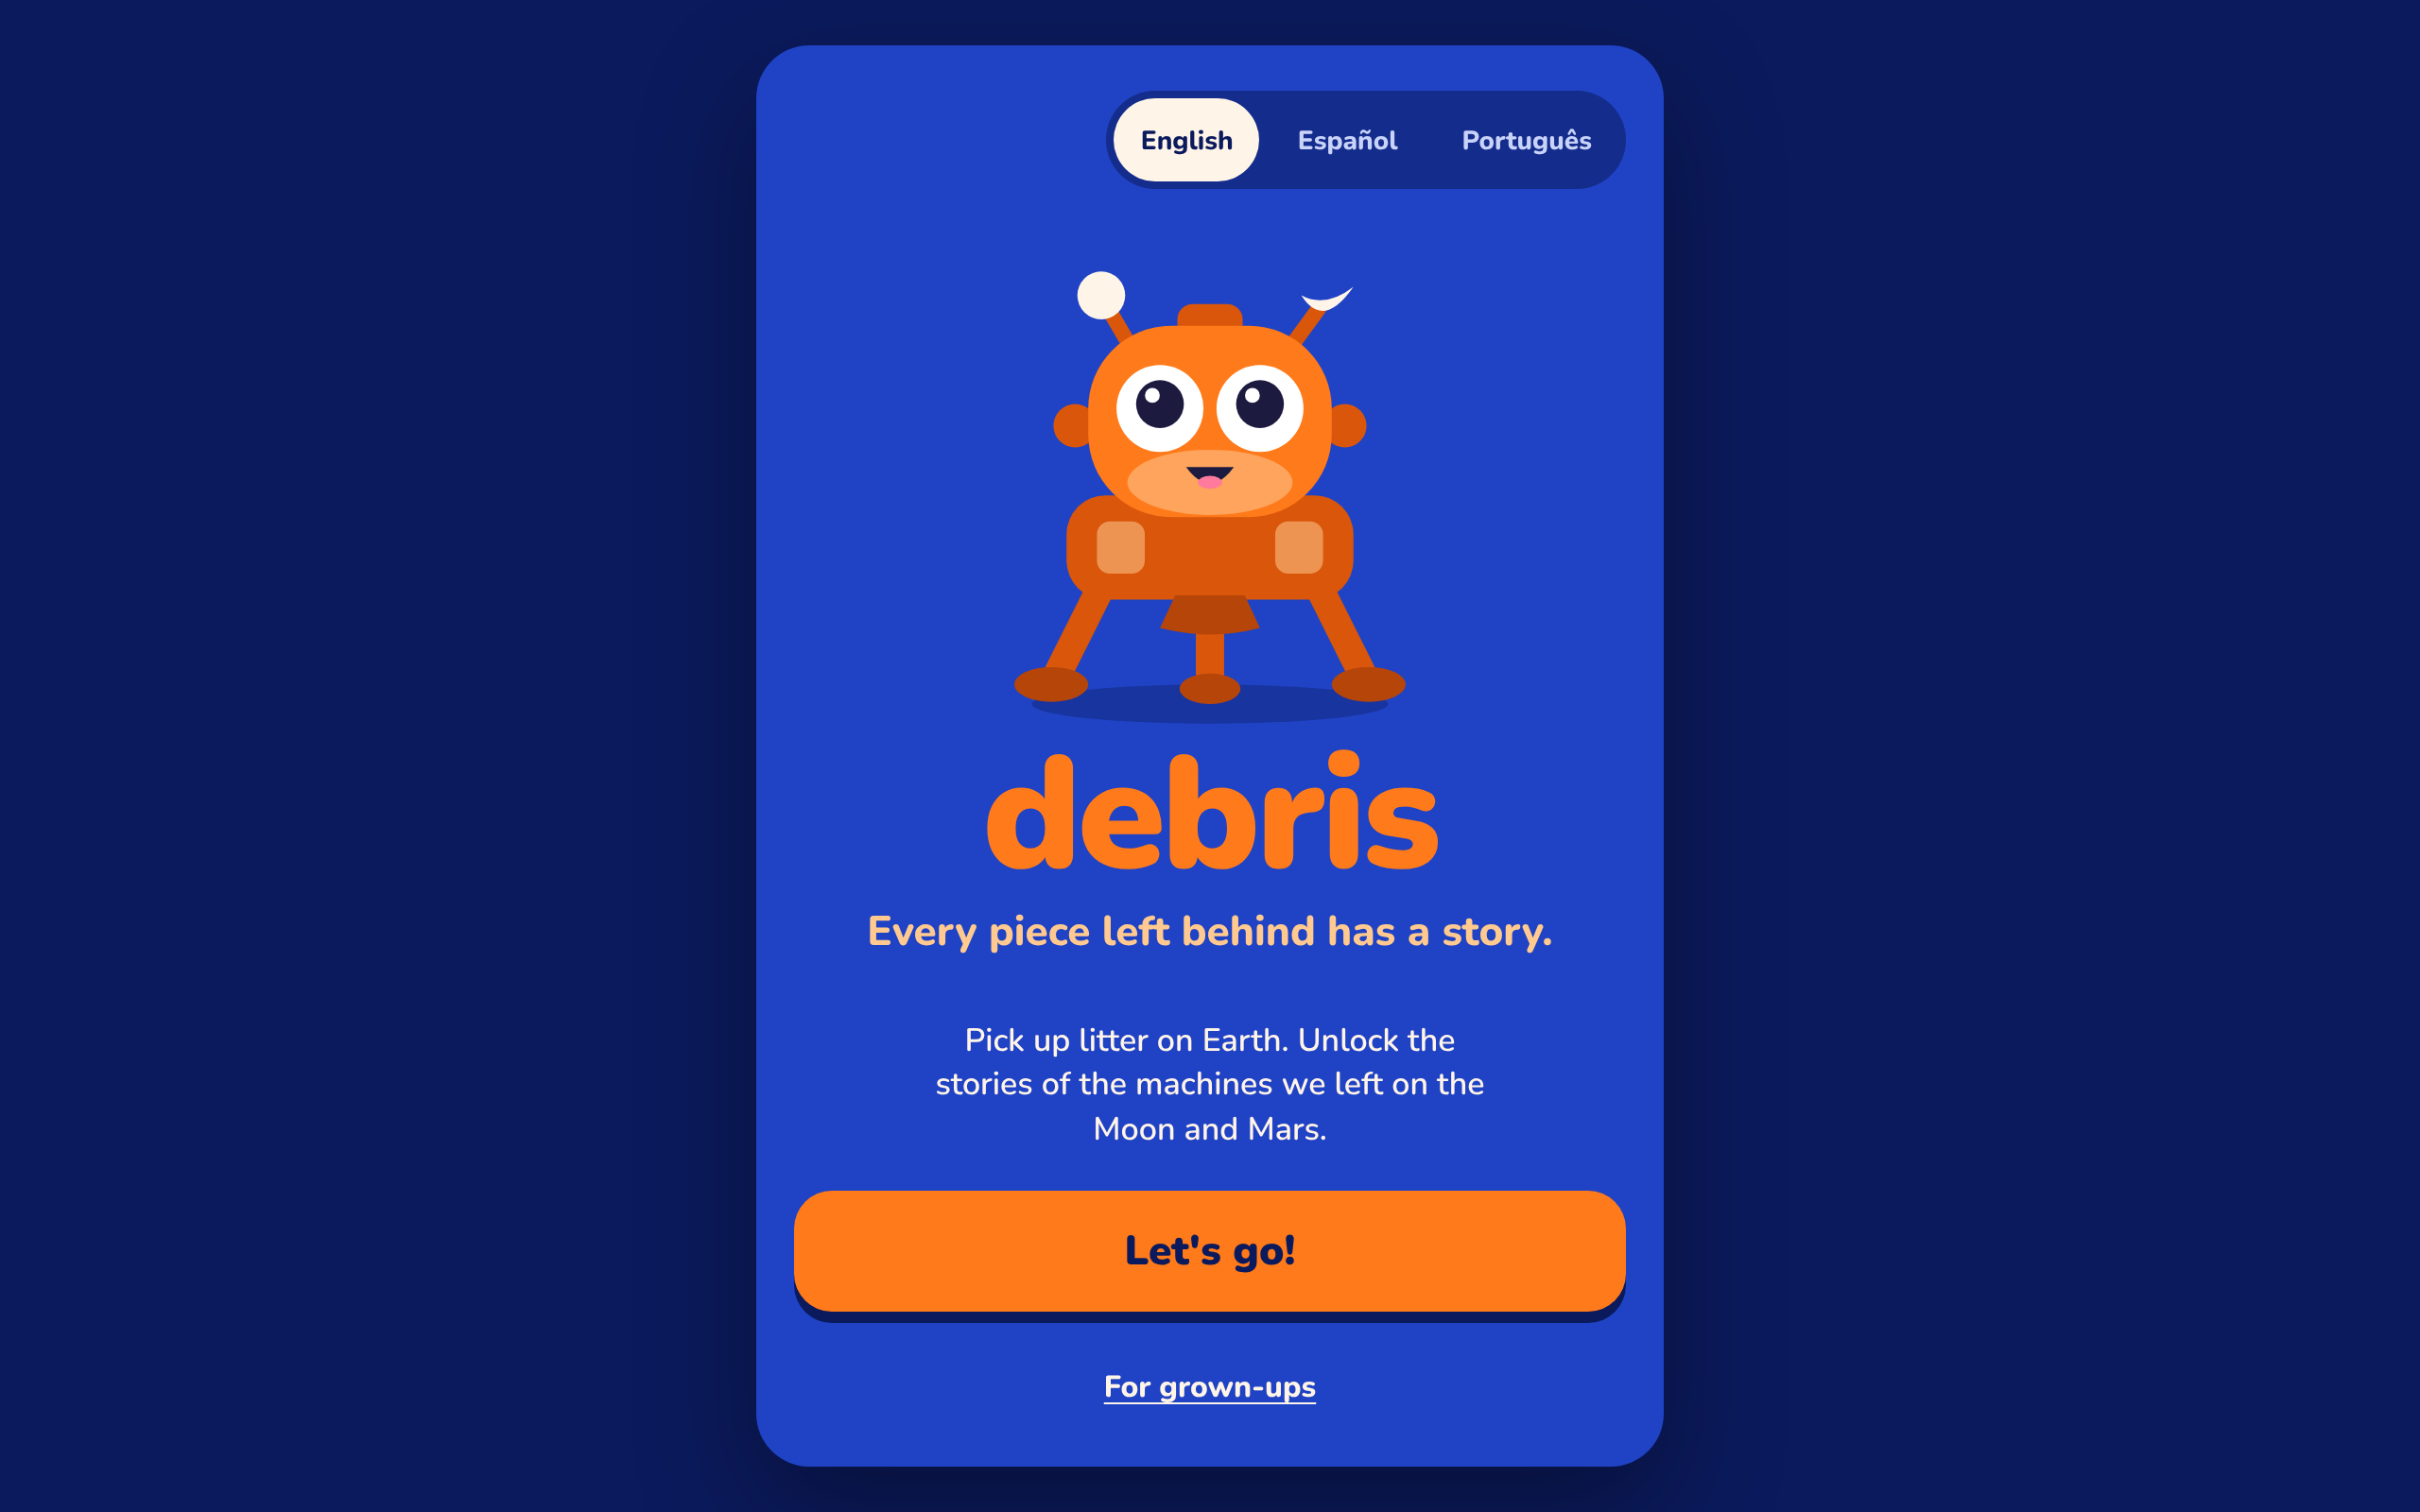 English Español Português
debris
Every piece left behind has a story.
Pick up litter on Earth. Unlock the
stories of the machines we left on the
Moon and Mars.
Let's go!
For grown-ups